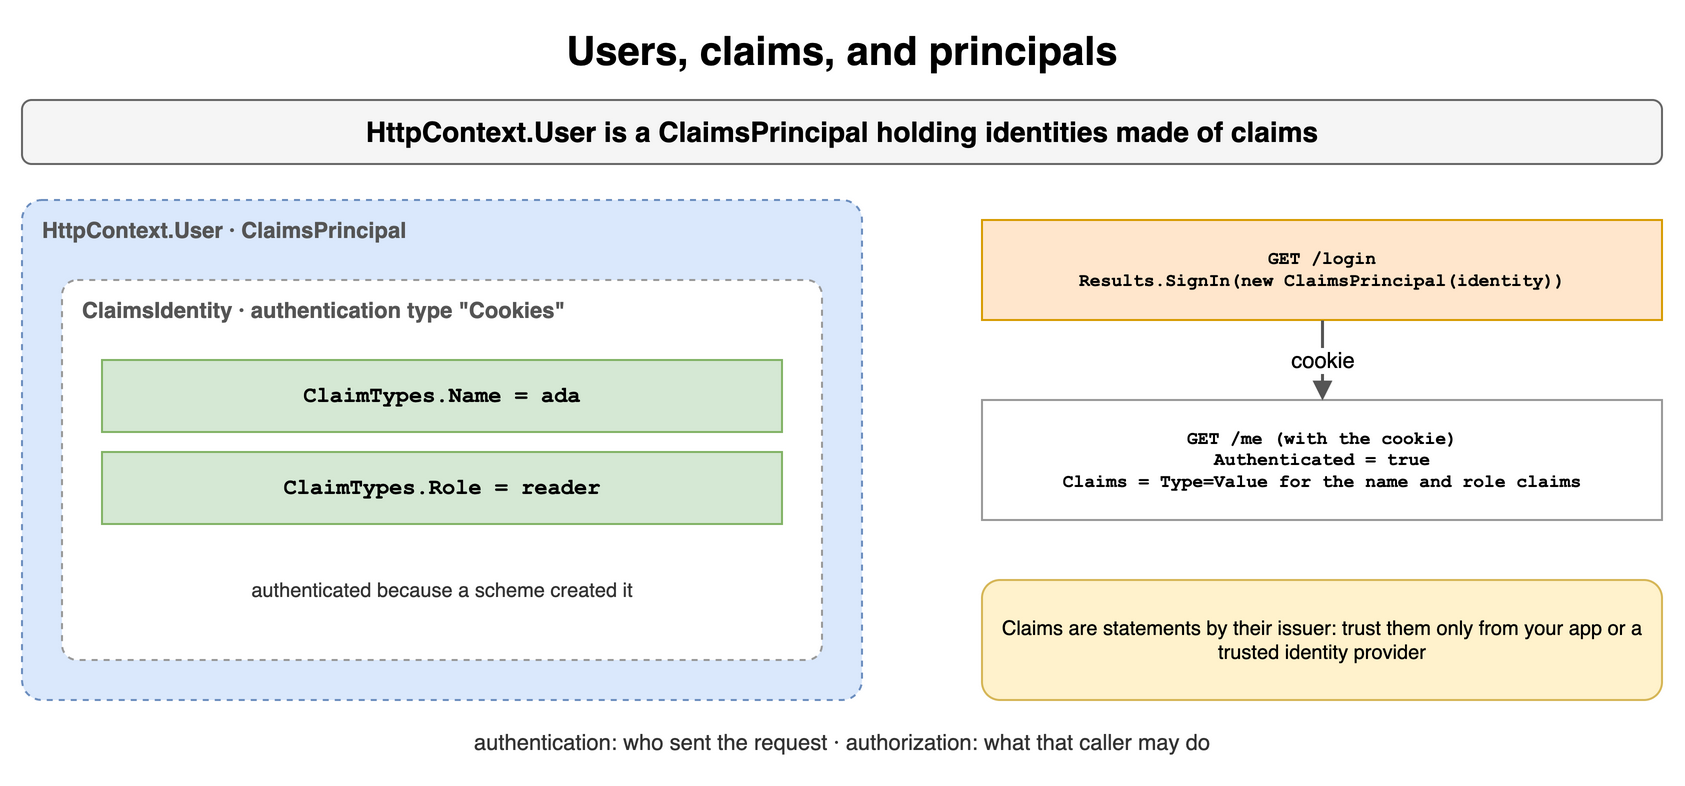 Users, claims, and principals
HttpContext.User is a ClaimsPrincipal holding identities made of claims
HttpContext.User · ClaimsPrincipal
ClaimsIdentity · authentication type "Cookies"
ClaimTypes.Name = ada
ClaimTypes.Role = reader
authenticated because a scheme created it
GET /login
Results.SignIn(new ClaimsPrincipal(identity))
cookie
GET /me (with the cookie)
Authenticated = true
Claims = Type=Value for the name and role claims
Claims are statements by their issuer: trust them only from your app or a
trusted identity provider
authentication: who sent the request · authorization: what that caller may do